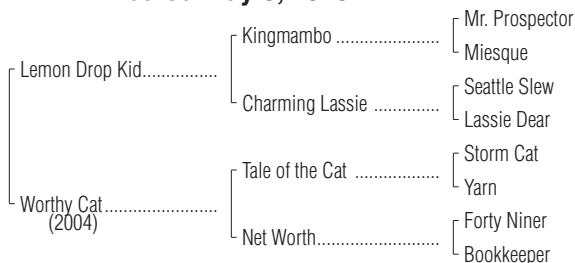 Kingmambo ....................
Mr. Prospector
Miesque
Lemon Drop Kid...............
Charming Lassie .............
Seattle Slew
Lassie Dear
Tale of the Cat .................
Storm Cat
Yarn
Worthy Cat......................
(2004)
Net Worth........................
Forty Niner
Bookkeeper